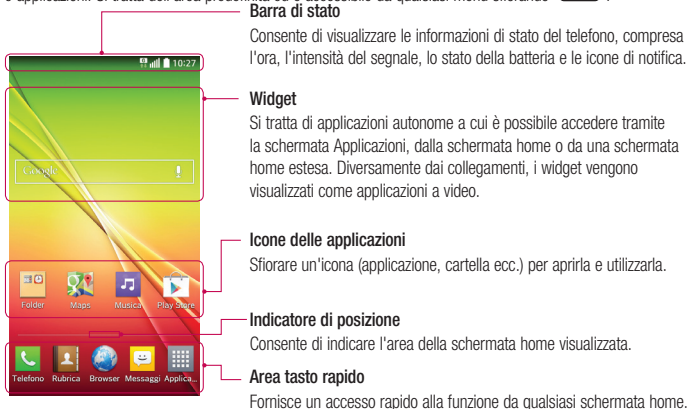 Barra di stato
Consente di visualizzare le informazioni di stato del telefono, compresa
l'ora, l'intensità del segnale, lo stato della batteria e le icone di notifica.
10:27
Widget
Si tratta di applicazioni autonome a cui è possibile accedere tramite
la schermata Applicazioni, dalla schermata home o da una schermata
home estesa. Diversamente dai collegamenti, i widget vengono
visualizzati come applicazioni a video.
Google
Icone delle applicazioni
Sfiorare un'icona (applicazione, cartella ecc.) per aprirla e utilizzarla.
Folder Maps Musica Play Store
Indicatore di posizione
Consente di indicare l'area della schermata home visualizzata.
Telefono Rubrica Browser Messaggi Applica...
Area tasto rapido
Fornisce un accesso rapido alla funzione da qualsiasi schermata home.